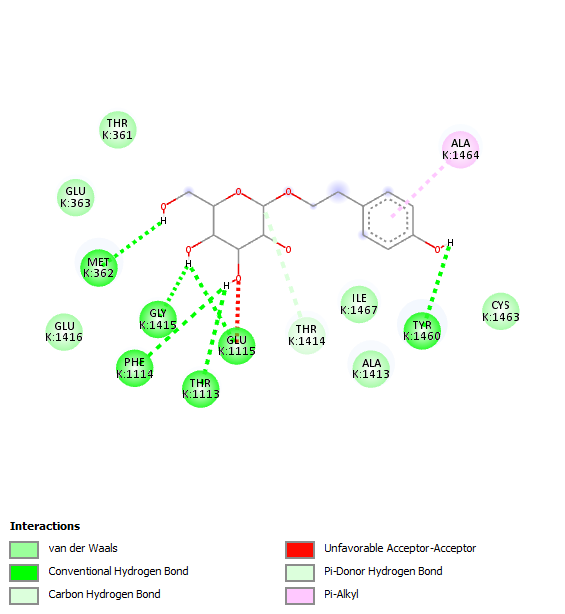 THR
K:361
ALA
K:1464
GLU
K:363
O
O
O
H
MET
K:362
O
H
O
O
H
O
H
GLY
K:1415
ILE
K:1467
CYS
K:1463
GLU
K:1416
GLU
K:1115
THR
K:1414
TYR
K:1460
PHE
K:1114
ALA
K:1413
THR
K:1113
Interactions
van der Waals
Conventional Hydrogen Bond
Carbon Hydrogen Bond
Unfavorable Acceptor-Acceptor
Pi-Donor Hydrogen Bond
Pi-Alkyl